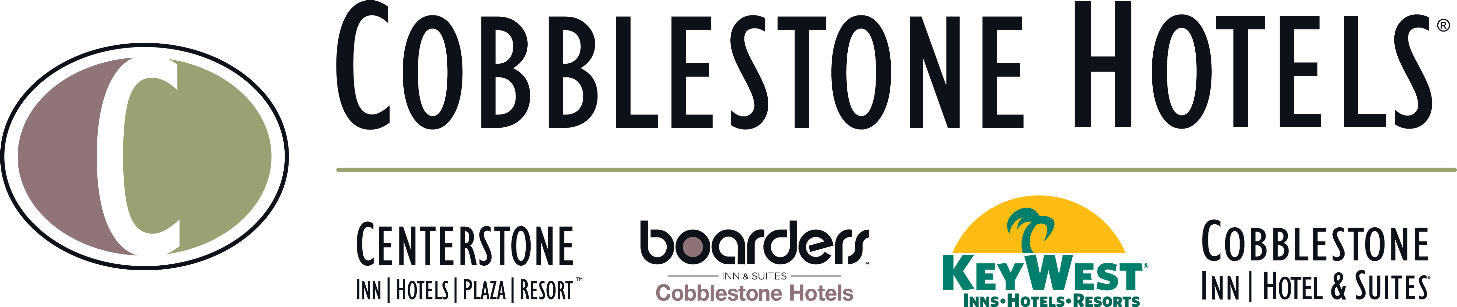 C
COBBLESTONE HOTELS®
CENTERSTONE
INN | HOTELS | PLAZA | RESORT™
boarders™
INN & SUITES
Cobblestone Hotels
KEYWEST®
INNS•HOTELS•RESORTS
COBBLESTONE
INN | HOTEL & SUITES®